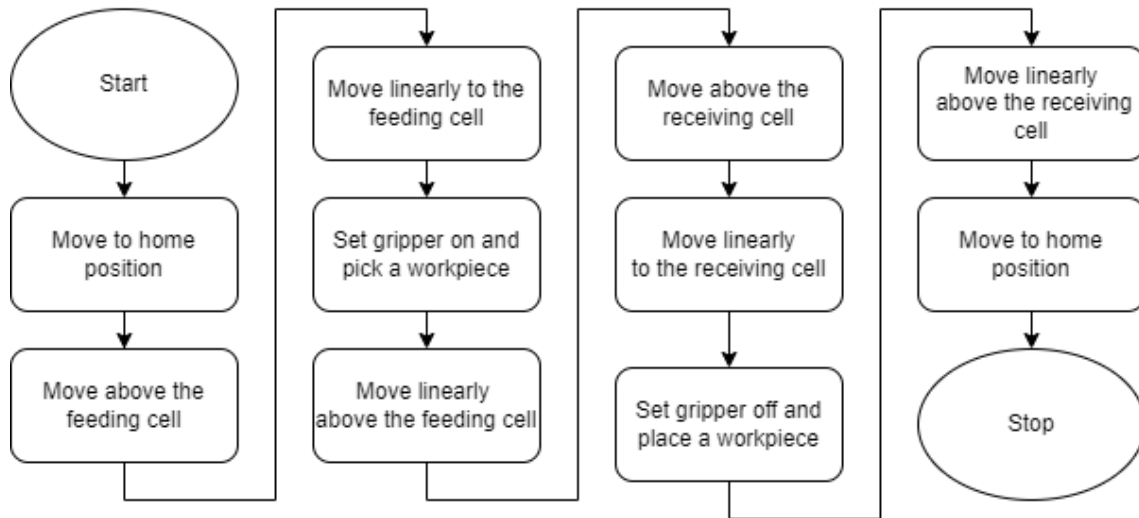 Start
Move to home
position
Move above the
feeding cell
Move linearly to the
feeding cell
Set gripper on and
pick a workpiece
Move linearly
above the feeding cell
Move above the
receiving cell
Move linearly
to the receiving cell
Set gripper off and
place a workpiece
Move linearly
above the receiving
cell
Move to home
position
Stop